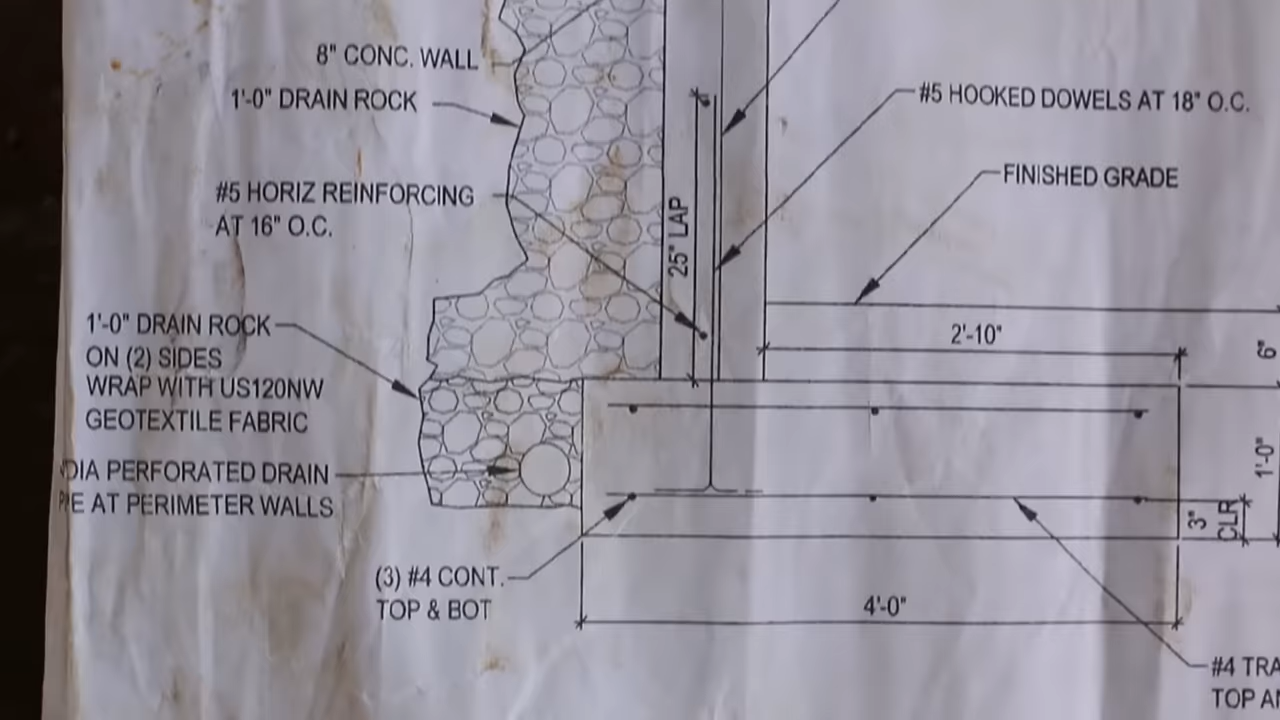 8" CONC. WALL
1'-0" DRAIN ROCK
#5 HOOKED DOWELS AT 18" O.C.
#5 HORIZ REINFORCING
AT 16" O.C.
FINISHED GRADE
25" LAP
1'-0" DRAIN ROCK
ON (2) SIDES
WRAP WITH US120NW
GEOTEXTILE FABRIC
2'-10"
6"
DIA PERFORATED DRAIN
AT PERIMETER WALLS
1'-0"
3"
CLR
(3) #4 CONT.
TOP & BOT
4'-0"
#4
TOP